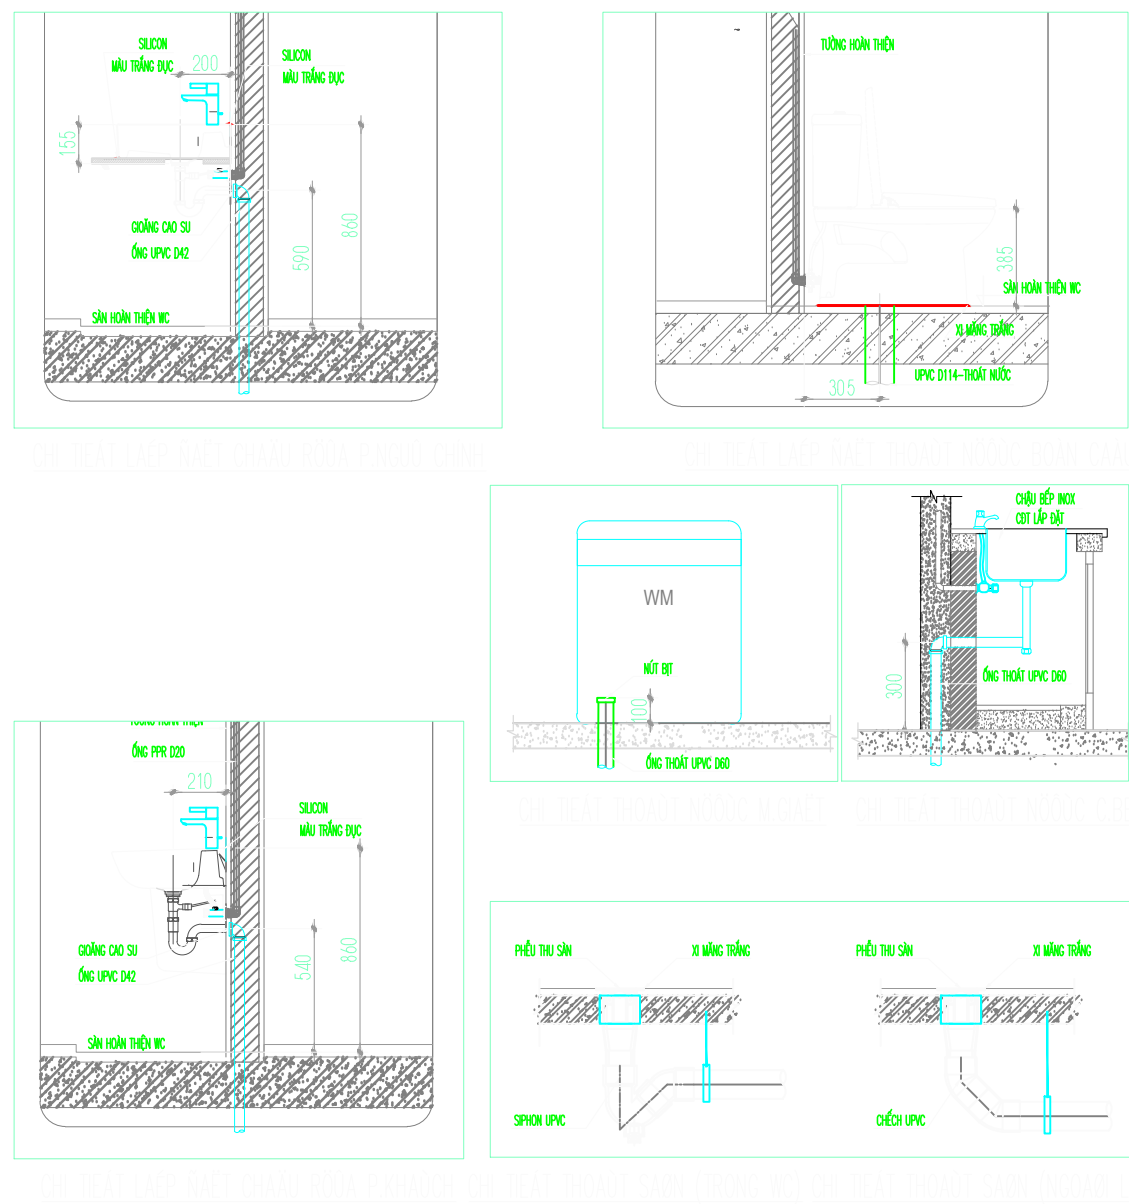 SILICON
MÀU TRẮNG ĐỤC
200
SILICON
MÀU TRẮNG ĐỤC
155
860
590
GIOĂNG CAO SU
ỐNG UPVC D42
SÀN HOÀN THIỆN WC
TƯỜNG HOÀN THIỆN
385
SÀN HOÀN THIỆN WC
XI MĂNG TRẮNG
UPVC D114-THOÁT NƯỚC
305
WM
NÚT BỊT
100
ỐNG THOÁT UPVC D60
CHẬU BẾP INOX
CĐT LẮP ĐẶT
ỐNG THOÁT UPVC D60
300
TƯỜNG HOÀN THIỆN
ỐNG PPR D20
210
SILICON
MÀU TRẮNG ĐỤC
GIOĂNG CAO SU
ỐNG UPVC D42
540
860
SÀN HOÀN THIỆN WC
PHỄU THU SÀN
XI MĂNG TRẮNG
SIPHON UPVC
PHỄU THU SÀN
XI MĂNG TRẮNG
CHẾCH UPVC